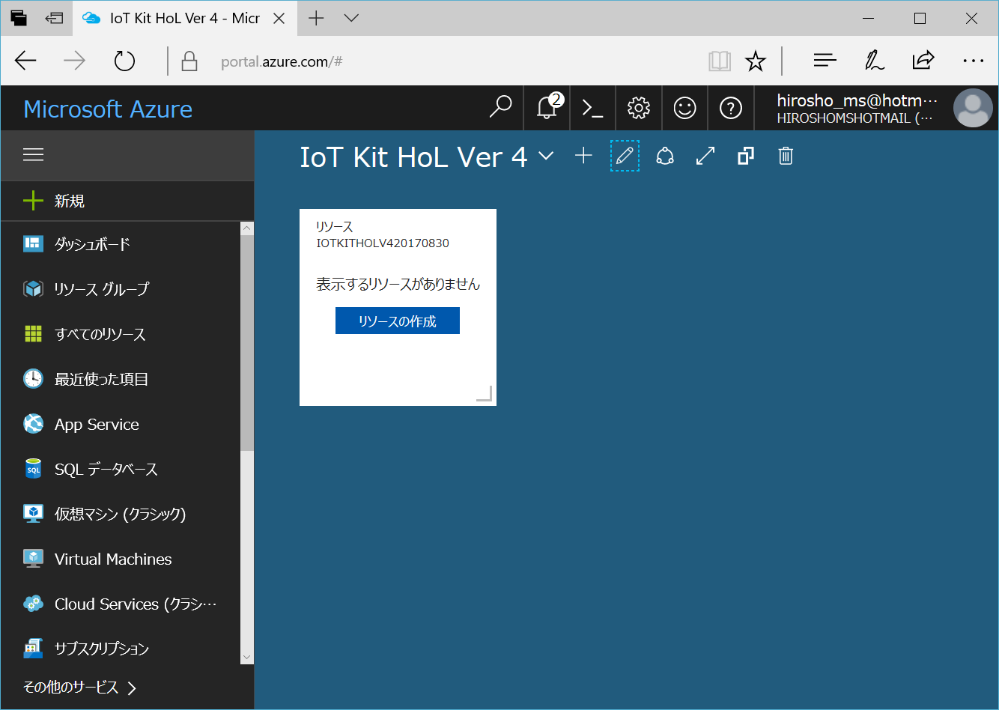 IoT Kit HoL Ver 4 - Micr
portal.azure.com/#
Microsoft Azure
2
hirosho_ms@hotm···
HIROSHOMSHOTMAIL (···
IoT Kit HoL Ver 4
新規
ダッシュボード
リソース グループ
すべてのリソース
最近使った項目
App Service
SQL データベース
仮想マシン (クラシック)
Virtual Machines
Cloud Services (クラシ···
サブスクリプション
その他のサービス
リソース
IOTKITHOLV420170830
表示するリソースがありません
リソースの作成